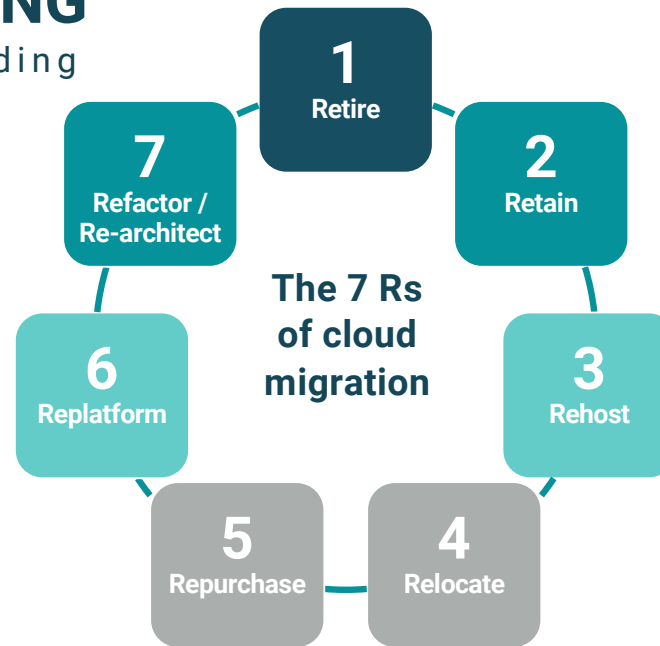 NG
ding
1
Retire
2
Retain
3
Rehost
4
Relocate
5
Repurchase
6
Replatform
7
Refactor /
Re-architect
The 7 Rs
of cloud
migration